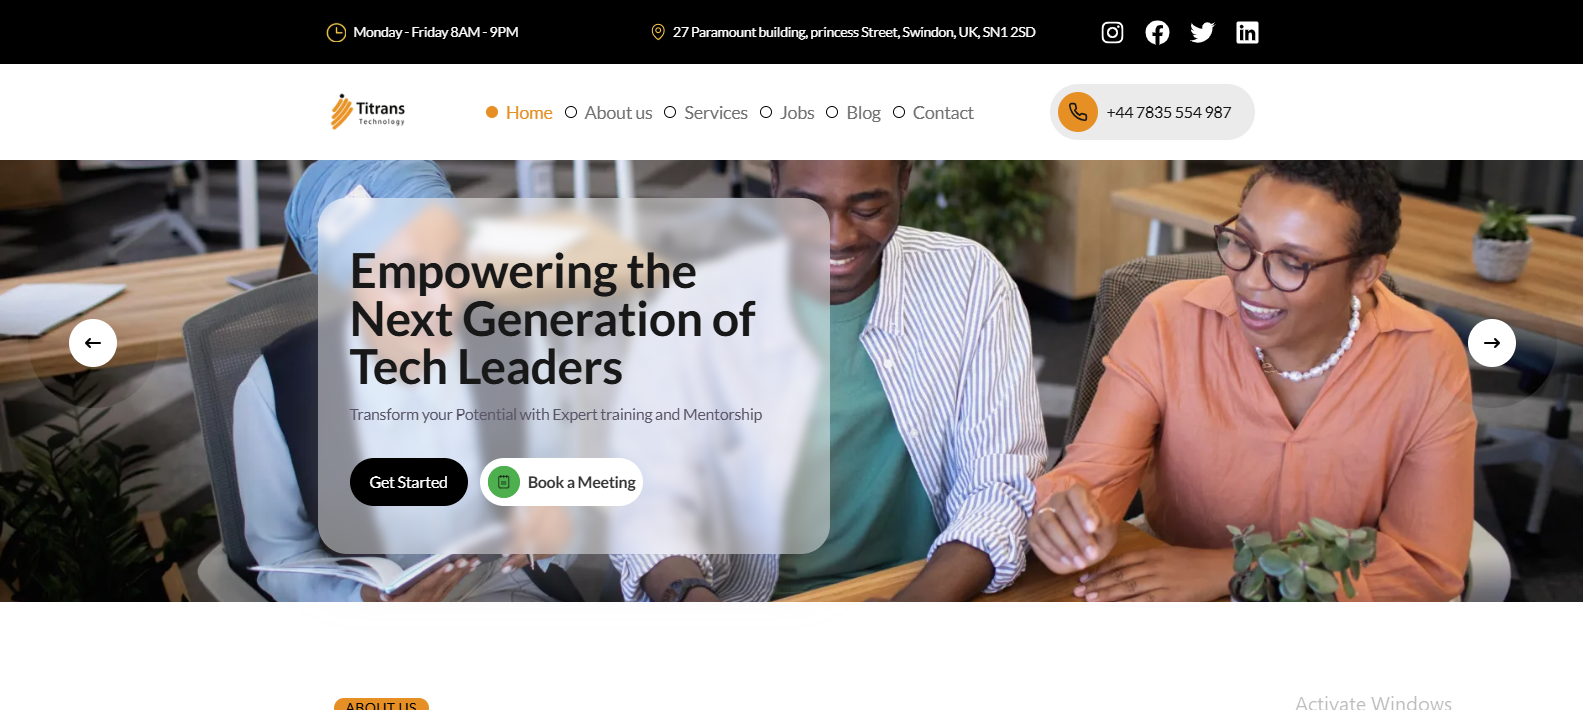 Monday - Friday 8AM - 9PM
27 Paramount building, princess Street, Swindon, UK, SN1 2SD
Titrans
Technology
Home
About us
Services
Jobs
Blog
Contact
+44 7835 554 987
Empowering the
Next Generation of
Tech Leaders
Transform your Potential with Expert training and Mentorship
Get Started
Book a Meeting
ABOUT US
Activate Windows